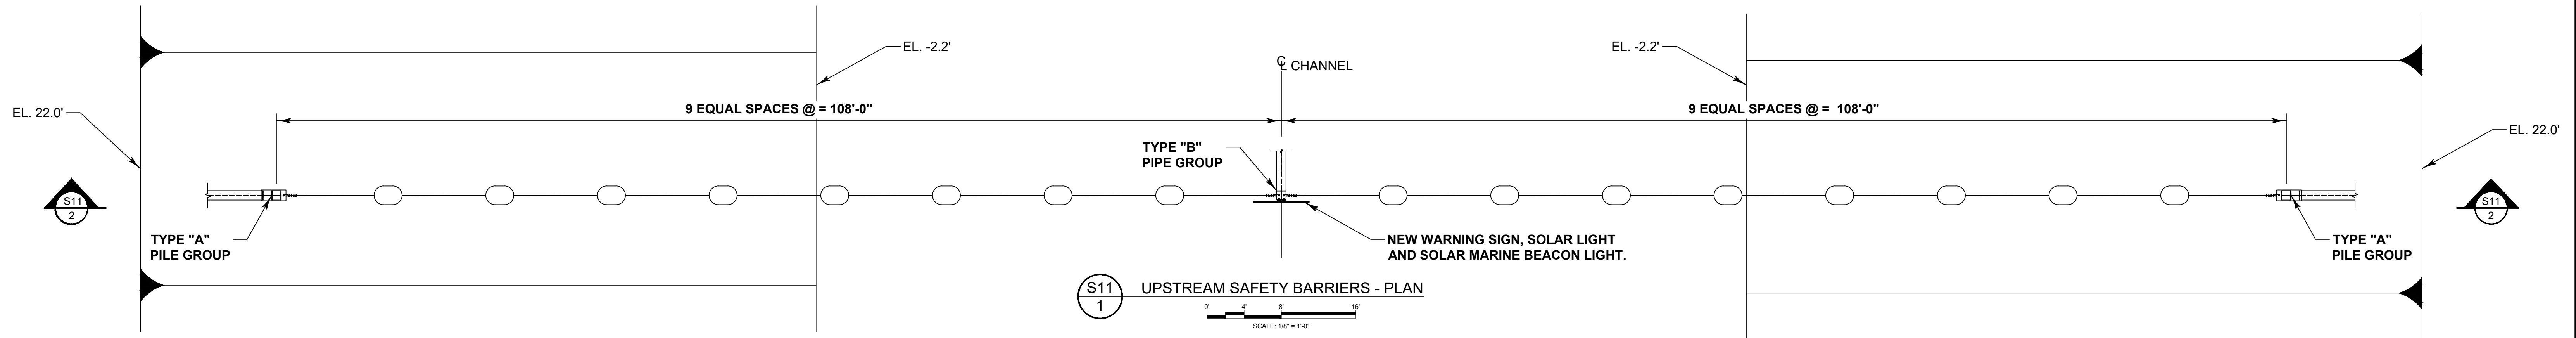 EL. -2.2'
EL. -2.2'
℄ CHANNEL
EL. 22.0'
9 EQUAL SPACES @ = 108'-0"
9 EQUAL SPACES @ = 108'-0"
EL. 22.0'
TYPE "B"
PIPE GROUP
S11
2
S11
2
TYPE "A"
PILE GROUP
NEW WARNING SIGN, SOLAR LIGHT
AND SOLAR MARINE BEACON LIGHT.
TYPE "A"
PILE GROUP
S11
1
UPSTREAM SAFETY BARRIERS - PLAN
0' 4' 8' 16'
SCALE: 1/8" = 1'-0"